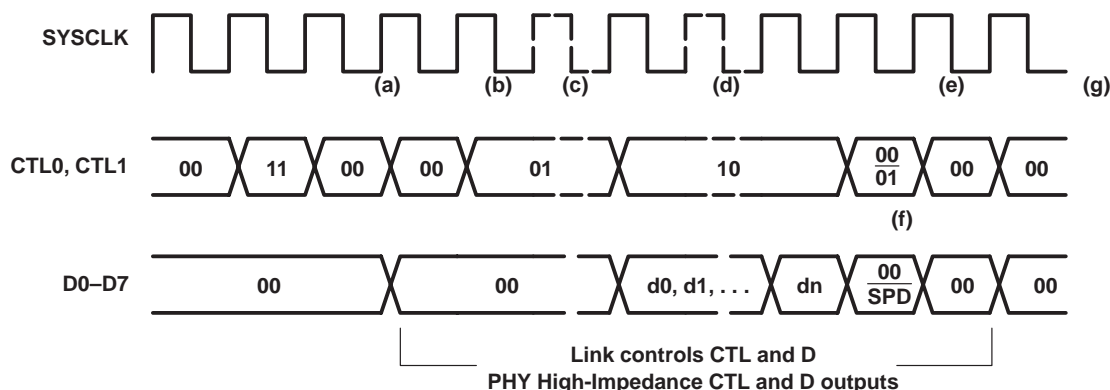 SYSCLK
(a) (b) (c) (d) (e) (g)
CTL0, CTL1 00 11 00 00 01 10 00 00 00
01
(f)
D0–D7 00 00 d0, d1, . . . dn 00 00 00
SPD
Link controls CTL and D
PHY High-Impedance CTL and D outputs